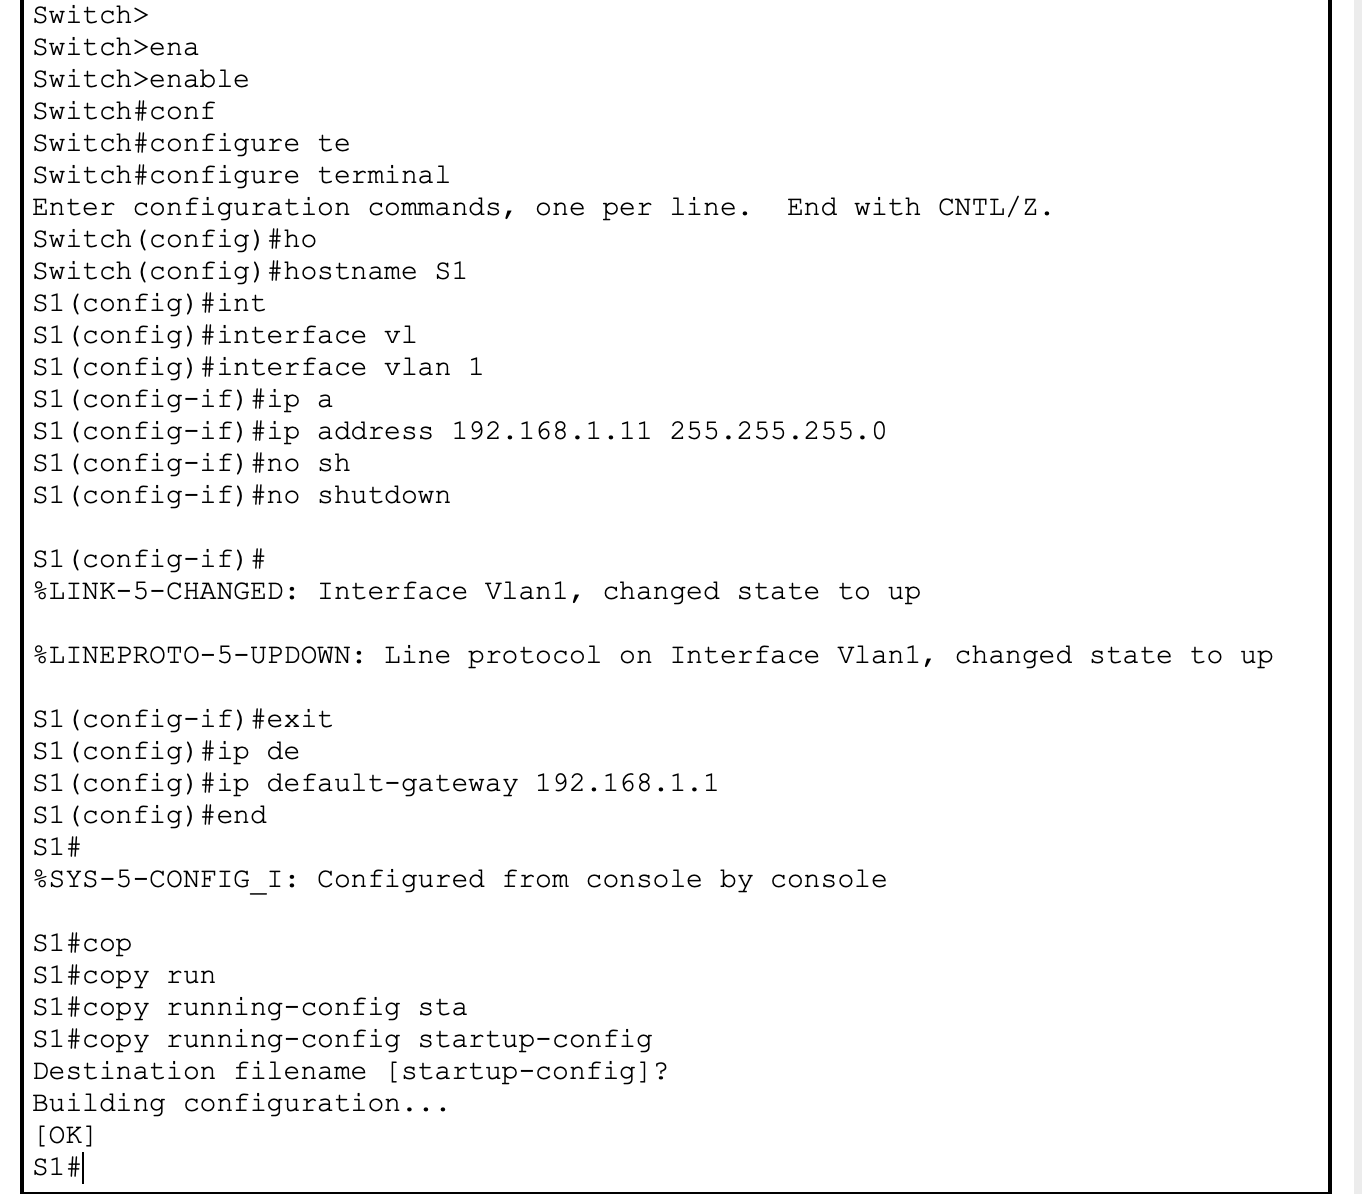 Switch>
Switch>ena
Switch>enable
Switch#conf
Switch#configure te
Switch#configure terminal
Enter configuration commands, one per line.  End with CNTL/Z.
Switch(config)#ho
Switch(config)#hostname S1
S1(config)#int
S1(config)#interface vl
S1(config)#interface vlan 1
S1(config-if)#ip a
S1(config-if)#ip address 192.168.1.11 255.255.255.0
S1(config-if)#no sh
S1(config-if)#no shutdown

S1(config-if)#
%LINK-5-CHANGED: Interface Vlan1, changed state to up

%LINEPROTO-5-UPDOWN: Line protocol on Interface Vlan1, changed state to up

S1(config-if)#exit
S1(config)#ip de
S1(config)#ip default-gateway 192.168.1.1
S1(config)#end
S1#
%SYS-5-CONFIG_I: Configured from console by console

S1#cop
S1#copy run
S1#copy running-config sta
S1#copy running-config startup-config
Destination filename [startup-config]?
Building configuration...
[OK]
S1#